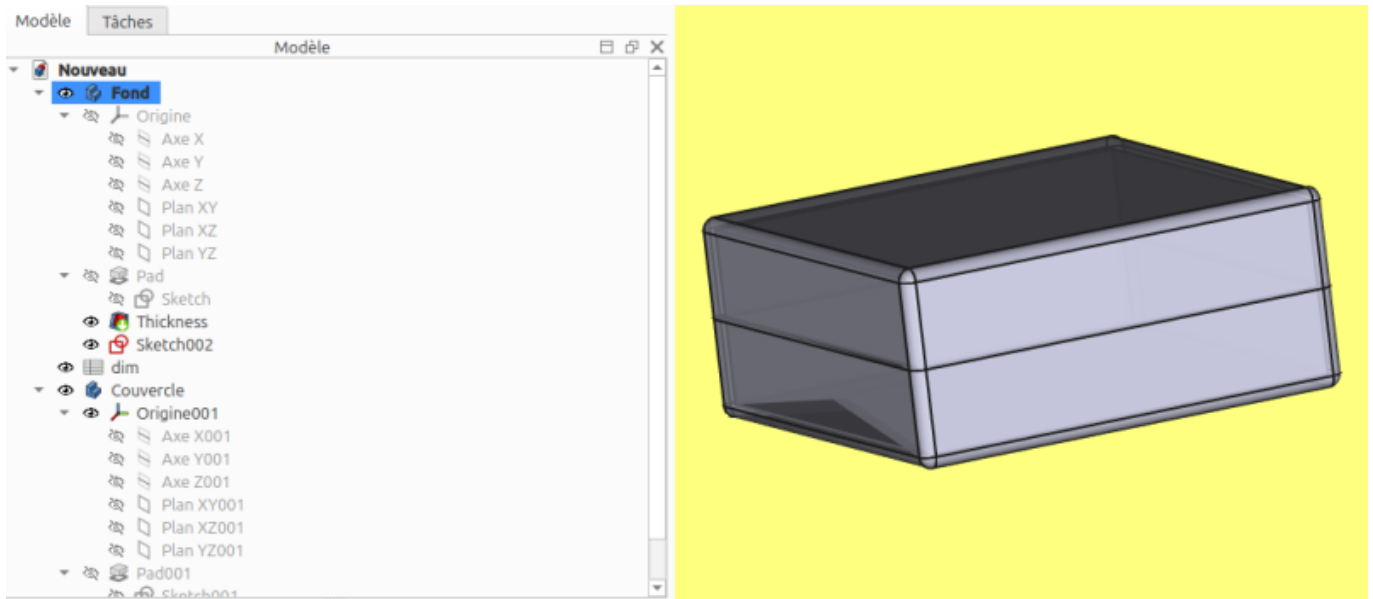 Modèle Tâches
Modèle
Nouveau
Fond
Origine
Axe X
Axe Y
Axe Z
Plan XY
Plan XZ
Plan YZ
Pad
Sketch
Thickness
Sketch002
dim
Couvercle
Origine001
Axe X001
Axe Y001
Axe Z001
Plan XY001
Plan XZ001
Plan YZ001
Pad001
Sketch001